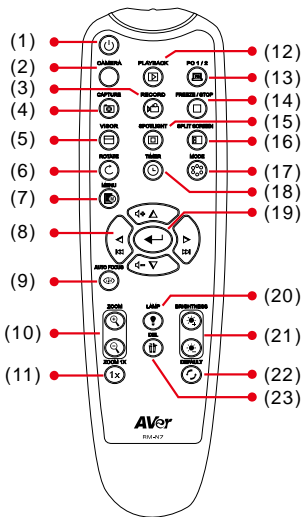 (1)
(2)
(3)
(4)
(5)
(6)
(7)
(8)
(9)
(10)
(11)
CAMERA
PLAYBACK
PC 1 / 2
CAPTURE
RECORD
FREEZE / STOP
VISOR
SPOTLIGHT
SPLIT SCREEN
ROTATE
TIMER
MODE
MENU
AUTO FOCUS
ZOOM
LAMP
BRIGHTNESS
DEL
ZOOM 1X
1x
DEFAULT
AVer
RM-N7
(12)
(13)
(14)
(15)
(16)
(17)
(18)
(19)
(20)
(21)
(22)
(23)